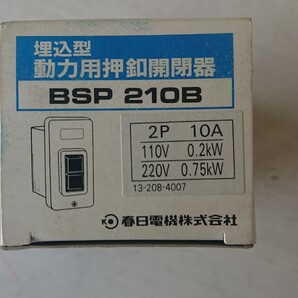 埋込型
動力用押釦開閉器
BSP 210B
2P 10A
110V 0.2kW
220V 0.75kW
13-208-4007
春日電機株式会社